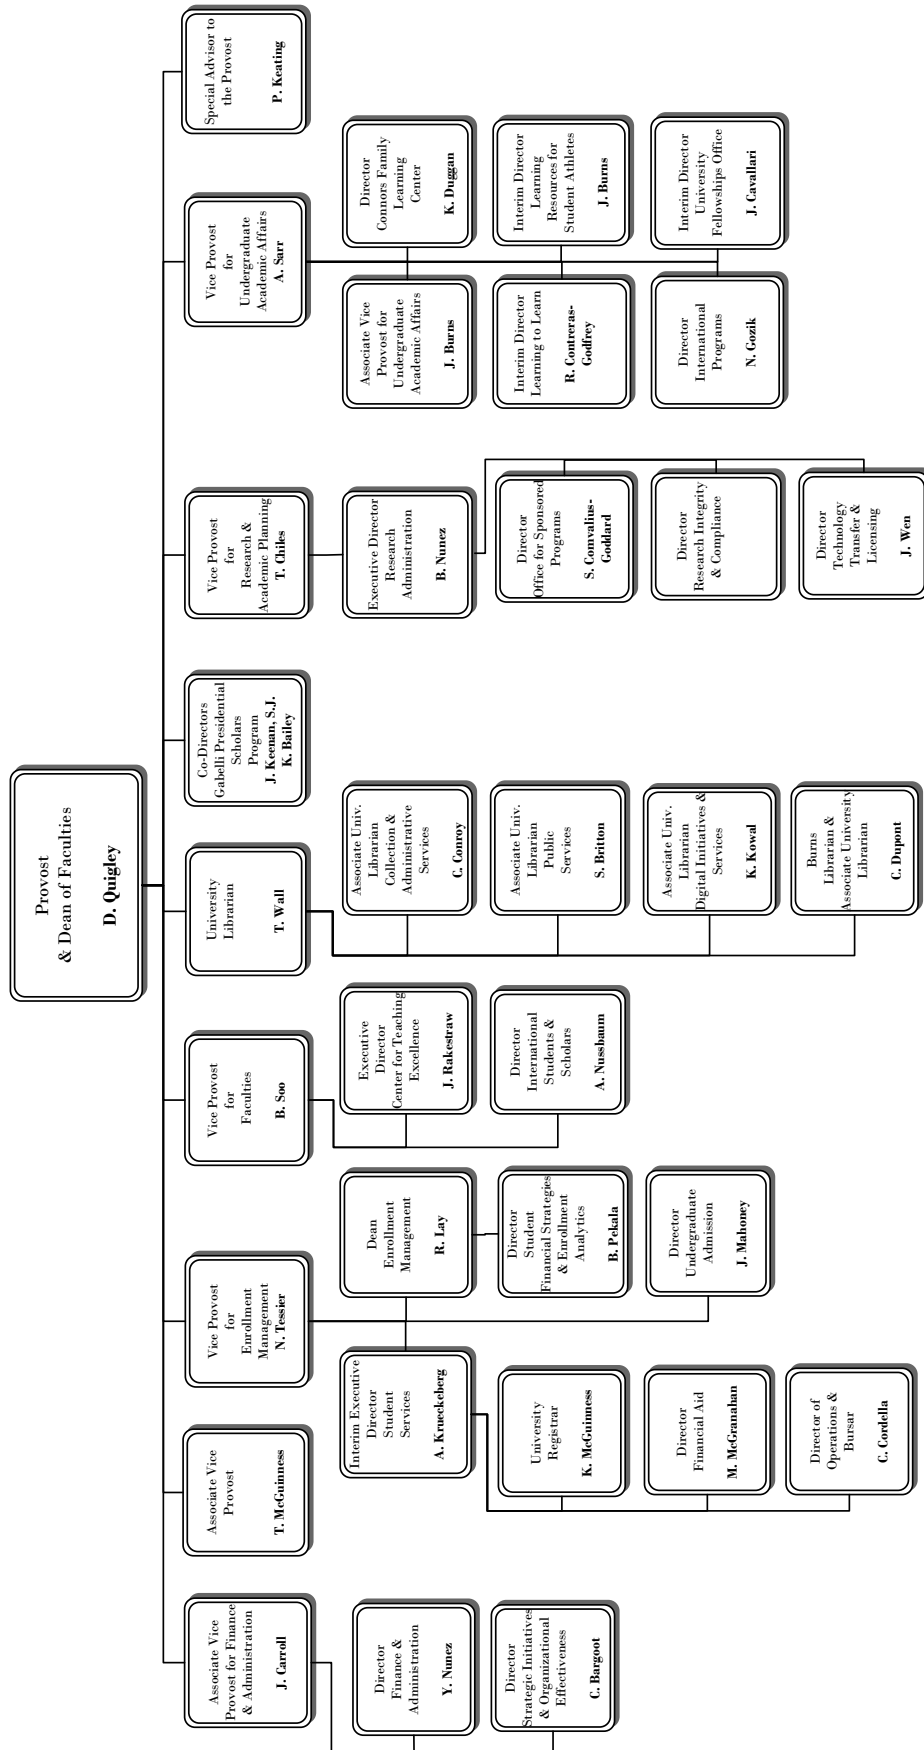 Provost
& Dean of Faculties
D. Quigley
Associate Vice
Provost for Finance
& Administration
J. Carroll
Associate Vice
Provost
T. McGuinness
Vice Provost
for
Enrollment
Management
N. Tessier
Vice Provost
for
Faculties
B. Soo
University
Librarian
T. Wall
Co-Directors
Gabelli Presidential
Scholars
Program
J. Keenan, S.J.
K. Bailey
Vice Provost
for
Research &
Academic Planning
T. Chiles
Vice Provost
for
Undergraduate
Academic Affairs
A. Sarr
Special Advisor to
the Provost
P. Keating
Director
Finance &
Administration
Y. Nunez
Director
Strategic Initiatives
& Organizational
Effectiveness
C. Bargoot
Interim Executive
Director
Student
Services
A. Krueckeberg
University
Registrar
K. McGuinness
Director
Financial Aid
M. McGranahan
Director of
Operations &
Bursar
C. Cordella
Dean
Enrollment
Management
R. Lay
Director
Student
Financial Strategies
& Enrollment
Analytics
B. Pekala
Director
Undergraduate
Admission
J. Mahoney
Executive
Director
Center for Teaching
Excellence
J. Rakestraw
Director
International
Students &
Scholars
A. Nussbaum
Associate Univ.
Librarian
Collection &
Administrative
Services
C. Conroy
Associate Univ.
Librarian
Public
Services
S. Britton
Associate Univ.
Librarian
Digital Initiatives &
Services
K. Kowal
Burns
Librarian &
Associate University
Librarian
C. Dupont
Executive Director
Research
Administration
B. Nunez
Director
Office for Sponsored
Programs
S. Comvalius-
Goddard
Director
Research Integrity
& Compliance
Director
Technology
Transfer &
Licensing
J. Wen
Associate Vice
Provost for
Undergraduate
Academic Affairs
J. Burns
Director
Connors Family
Learning
Center
K. Duggan
Interim Director
Learning to Learn
R. Contreras-
Godfrey
Interim Director
Learning
Resources for
Student Athletes
J. Burns
Director
International
Programs
N. Gozik
Interim Director
University
Fellowships Office
J. Cavallari